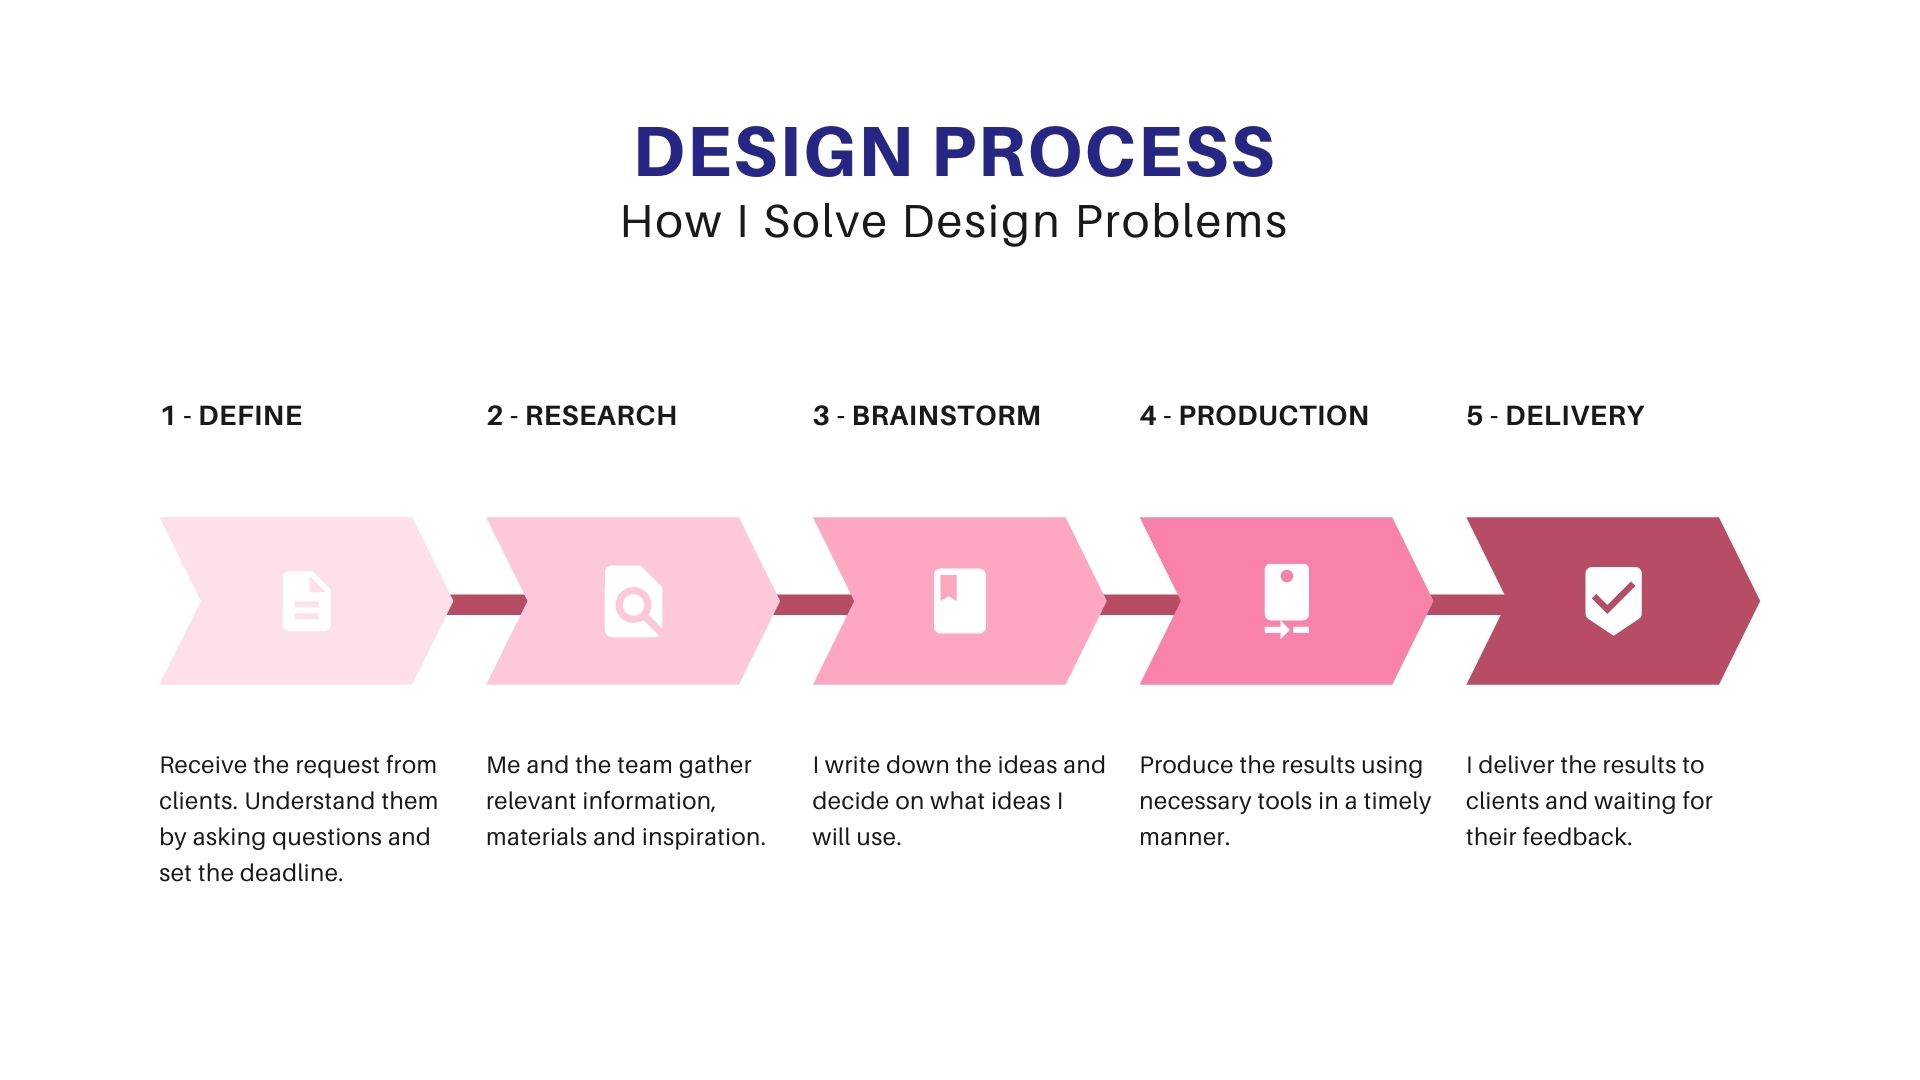 DESIGN PROCESS
How I Solve Design Problems
1 - DEFINE
Receive the request from
clients. Understand them
by asking questions and
set the deadline.
2 - RESEARCH
Me and the team gather
relevant information,
materials and inspiration.
3 - BRAINSTORM
I write down the ideas and
decide on what ideas I
will use.
4 - PRODUCTION
Produce the results using
necessary tools in a timely
manner.
5 - DELIVERY
I deliver the results to
clients and waiting for
their feedback.